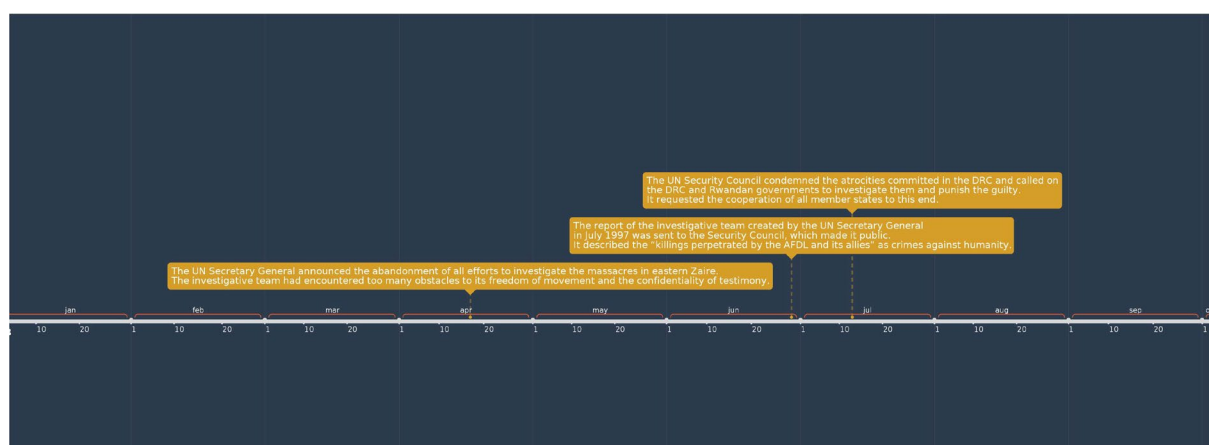 The UN Security Council condemned the atrocities committed in the DRC and called on
the DRC and Rwandan governments to investigate them and punish the guilty.
It requested the cooperation of all member states to this end.
The report of the investigative team created by the UN Secretary General
in July 1997 was sent to the Security Council, which made it public.
It described the "killings perpetrated by the AFDL and its allies" as crimes against humanity.
The UN Secretary General announced the abandonment of all efforts to investigate the massacres in eastern Zaire.
The investigative team had encountered too many obstacles to its freedom of movement and the confidentiality of testimony.
jan feb mar apr may jun jul aug sep
10 20 1 10 20 1 10 20 1 10 20 1 10 20 1 10 20 1 10 20 1 10 20 1 10 20 1